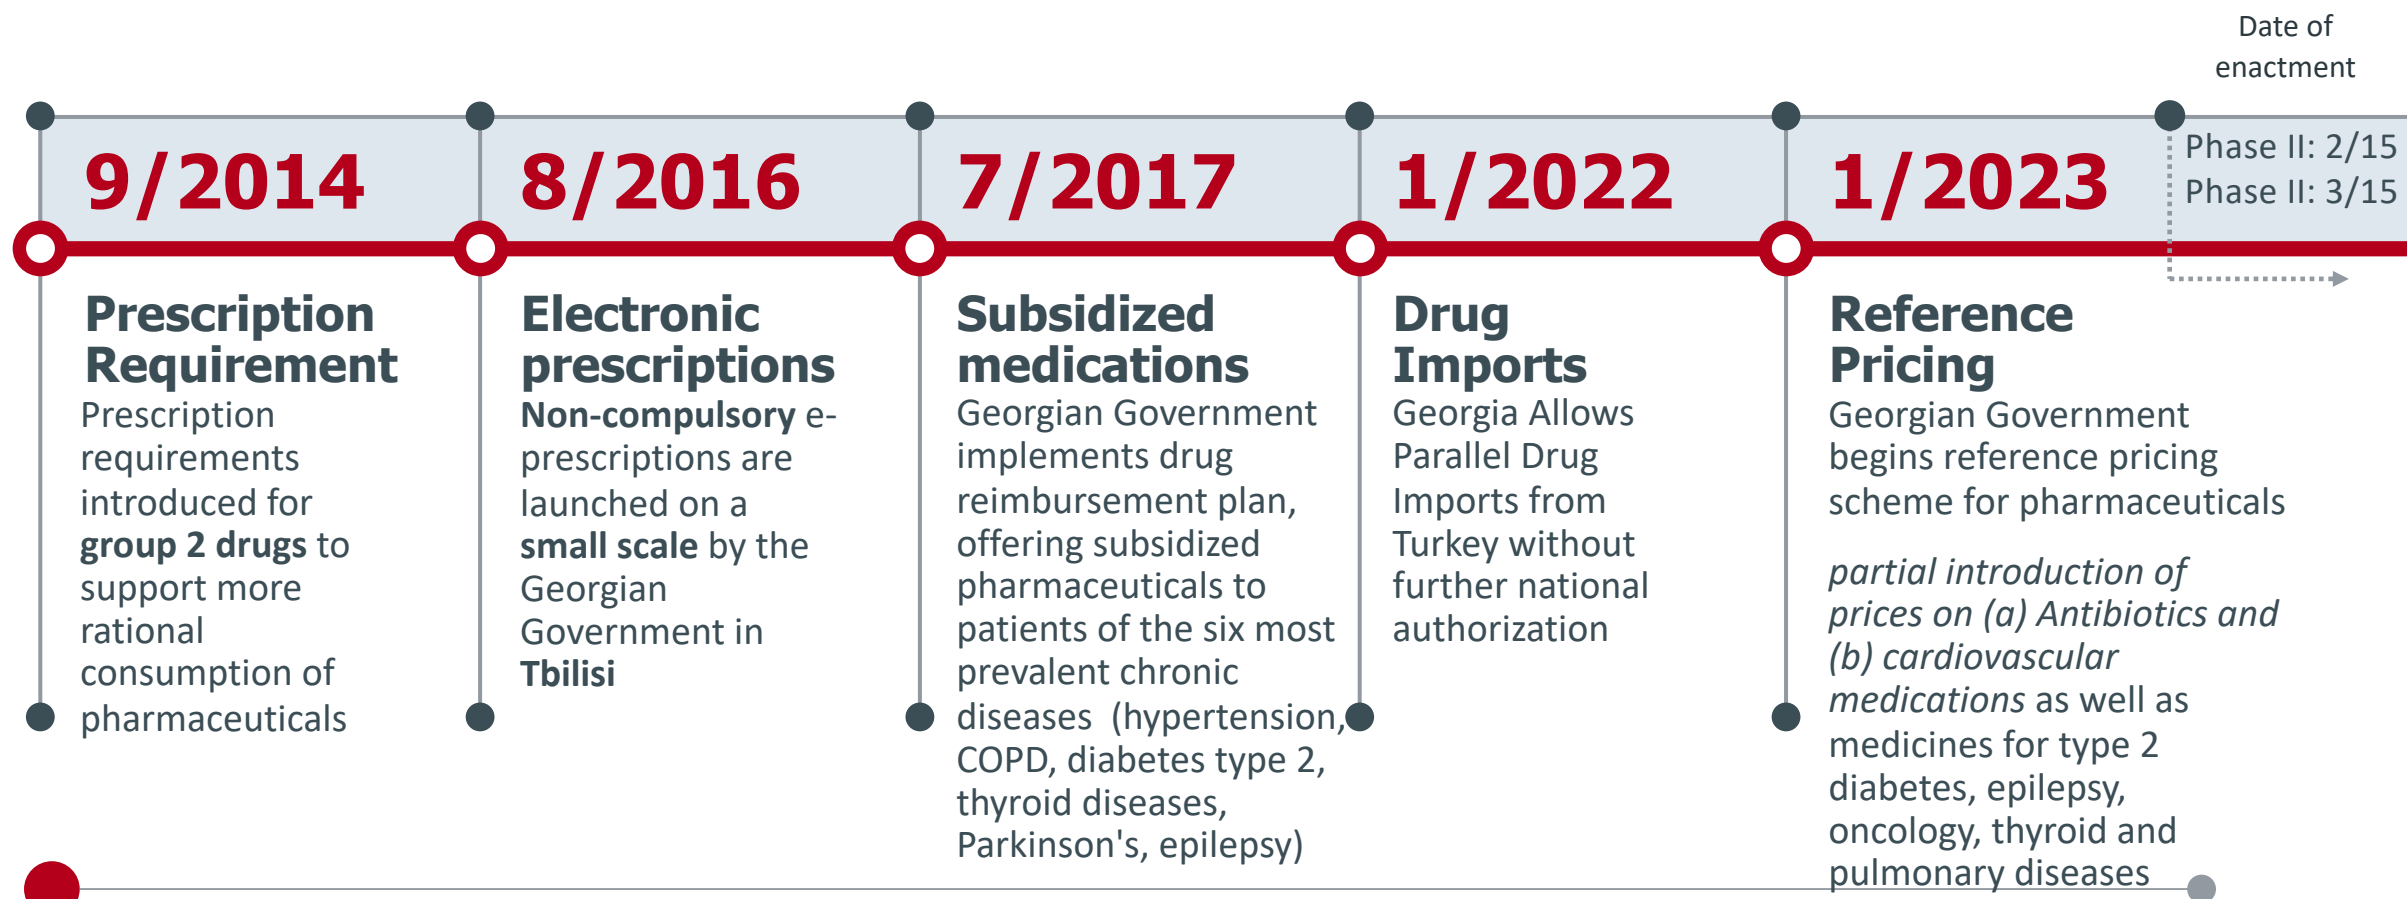 Date of
enactment
9/2014
8/2016
7/2017
1/2022
1/2023
Phase II: 2/15
Phase II: 3/15
Prescription
Requirement
Prescription
requirements
introduced for
group 2 drugs to
support more
rational
consumption of
pharmaceuticals
Electronic
prescriptions
Non-compulsory e-
prescriptions are
launched on a
small scale by the
Georgian
Government in
Tbilisi
Subsidized
medications
Georgian Government
implements drug
reimbursement plan,
offering subsidized
pharmaceuticals to
patients of the six most
prevalent chronic
diseases (hypertension,
COPD, diabetes type 2,
thyroid diseases,
Parkinson's, epilepsy)
Drug
Imports
Georgia Allows
Parallel Drug
Imports from
Turkey without
further national
authorization
Reference
Pricing
Georgian Government
begins reference pricing
scheme for pharmaceuticals
partial introduction of
prices on (a) Antibiotics and
(b) cardiovascular
medications as well as
medicines for type 2
diabetes, epilepsy,
oncology, thyroid and
pulmonary diseases